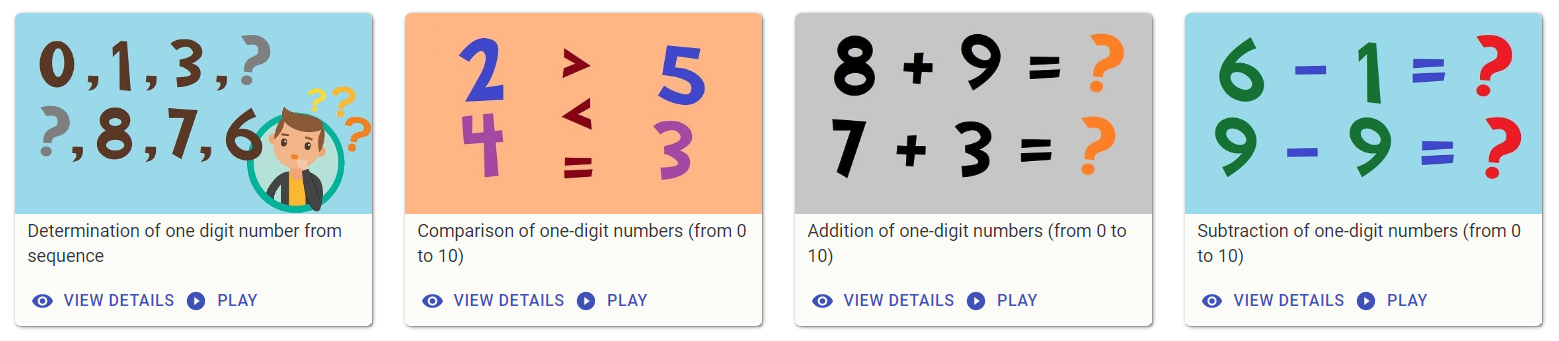 0, 1, 3, ?
?, 8, 7, 6
? ? ?
Determination of one digit number from
sequence
VIEW DETAILS PLAY
2 > 5
<
4 = 3
Comparison of one-digit numbers (from 0
to 10)
VIEW DETAILS PLAY
8 + 9 = ?
7 + 3 = ?
Addition of one-digit numbers (from 0 to
10)
VIEW DETAILS PLAY
6 - 1 = ?
9 - 9 = ?
Subtraction of one-digit numbers (from 0
to 10)
VIEW DETAILS PLAY